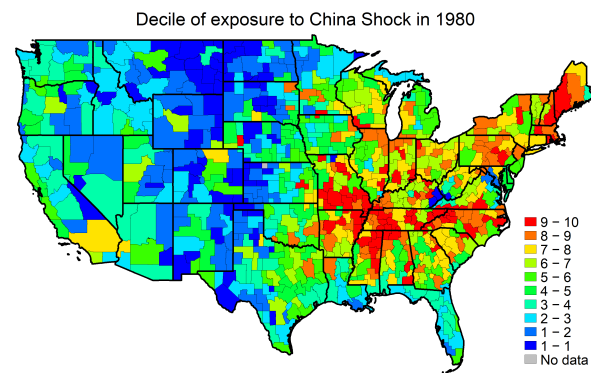 Decile of exposure to China Shock in 1980
9 − 10
8 − 9
7 − 8
6 − 7
5 − 6
4 − 5
3 − 4
2 − 3
1 − 2
1 − 1
No data